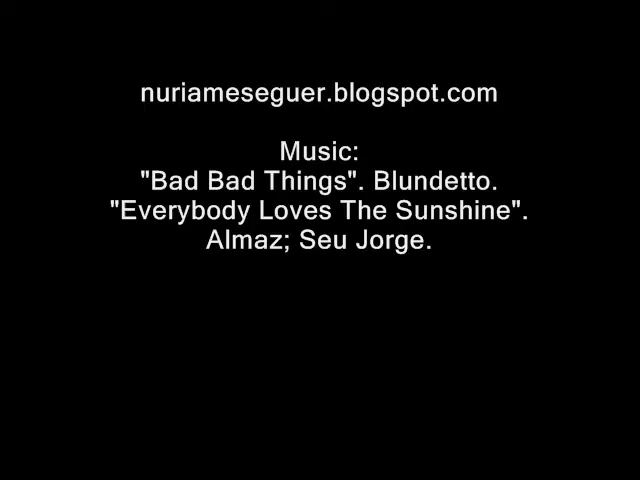 nuriameseguer.blogspot.com
Music:
"Bad Bad Things". Blundetto.
"Everybody Loves The Sunshine".
Almaz; Seu Jorge.